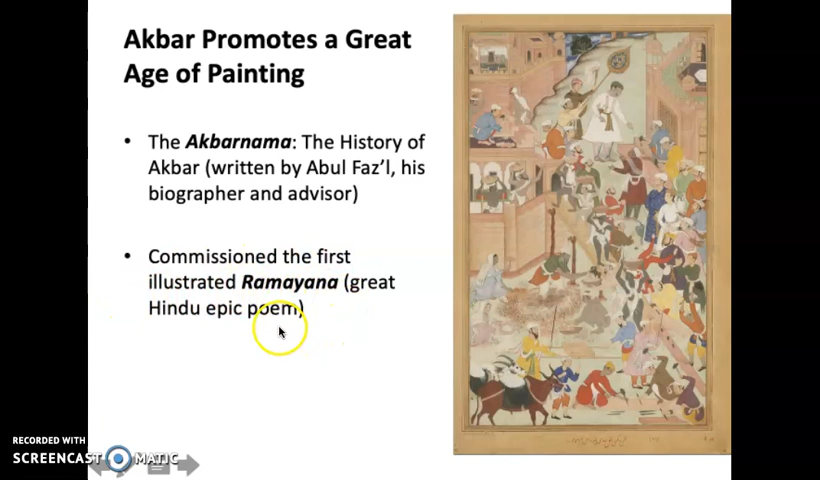 Akbar Promotes a Great
Age of Painting
• The Akbarnama: The History of
Akbar (written by Abul Faz’l, his
biographer and advisor)
• Commissioned the first
illustrated Ramayana (great
Hindu epic poem)
RECORDED WITH
SCREENCAST MATIC